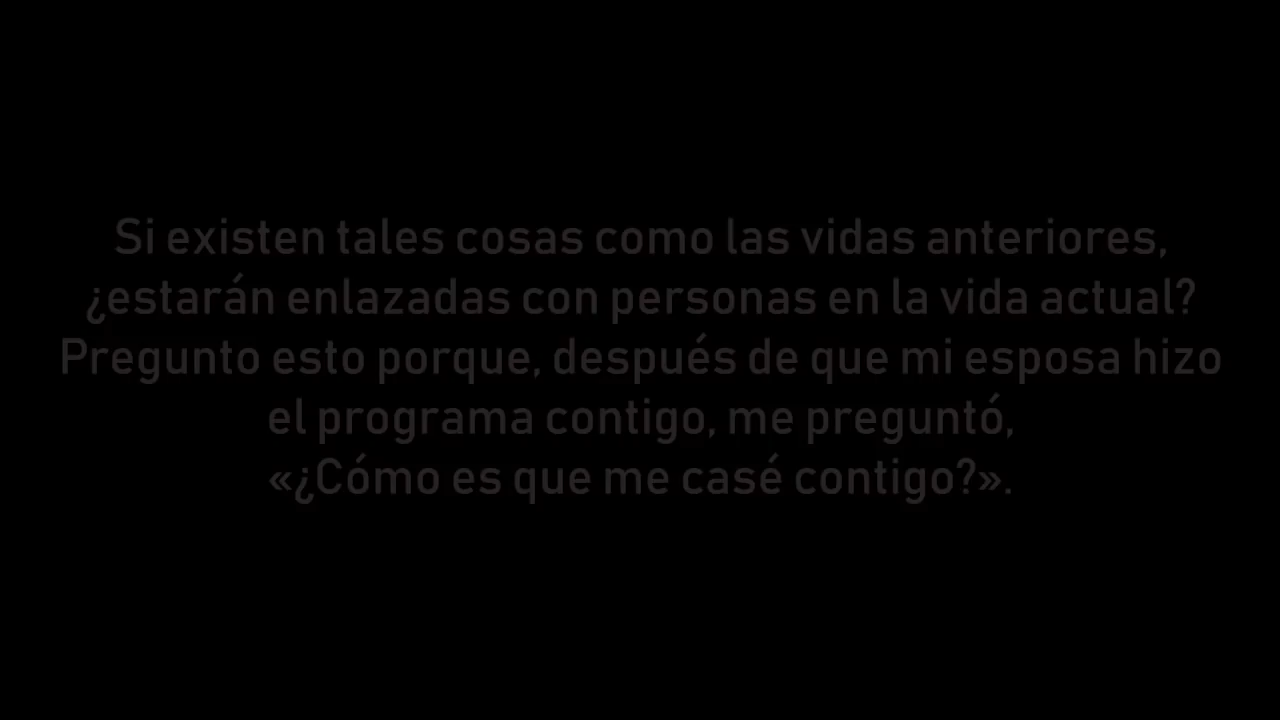 Si existen tales cosas como las vidas anteriores,
¿estarán enlazadas con personas en la vida actual?
Pregunto esto porque, después de que mi esposa hizo
el programa contigo, me preguntó,
«¿Cómo es que me casé contigo?».